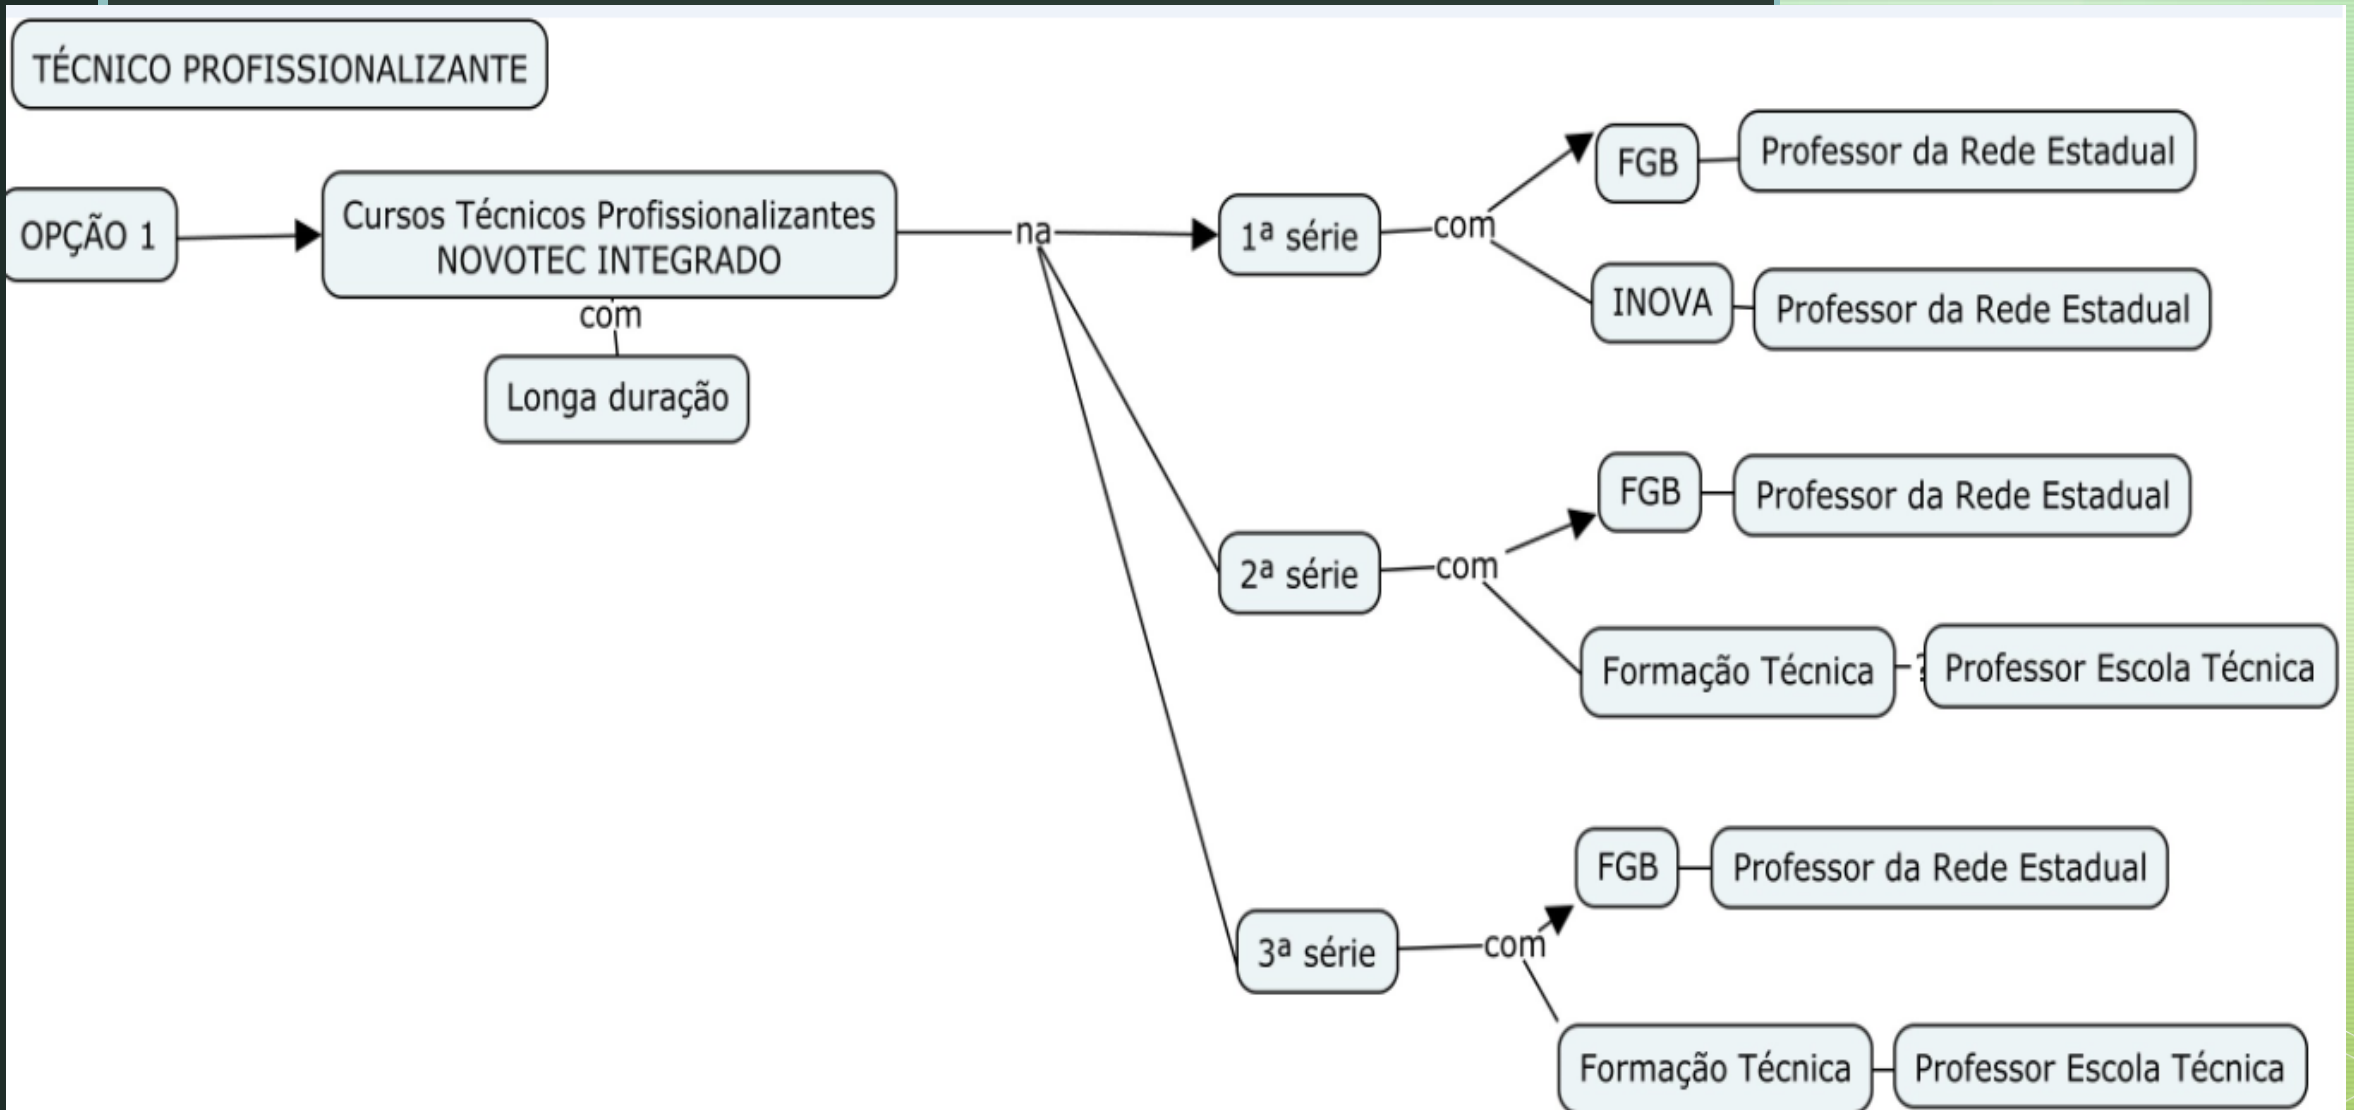 TÉCNICO PROFISSIONALIZANTE
OPÇÃO 1
Cursos Técnicos Profissionalizantes
NOVOTEC INTEGRADO
com
Longa duração
na
1ª série
com
FGB
Professor da Rede Estadual
INOVA
Professor da Rede Estadual
2ª série
com
FGB
Professor da Rede Estadual
Formação Técnica
?
Professor Escola Técnica
3ª série
com
FGB
Professor da Rede Estadual
Formação Técnica
Professor Escola Técnica